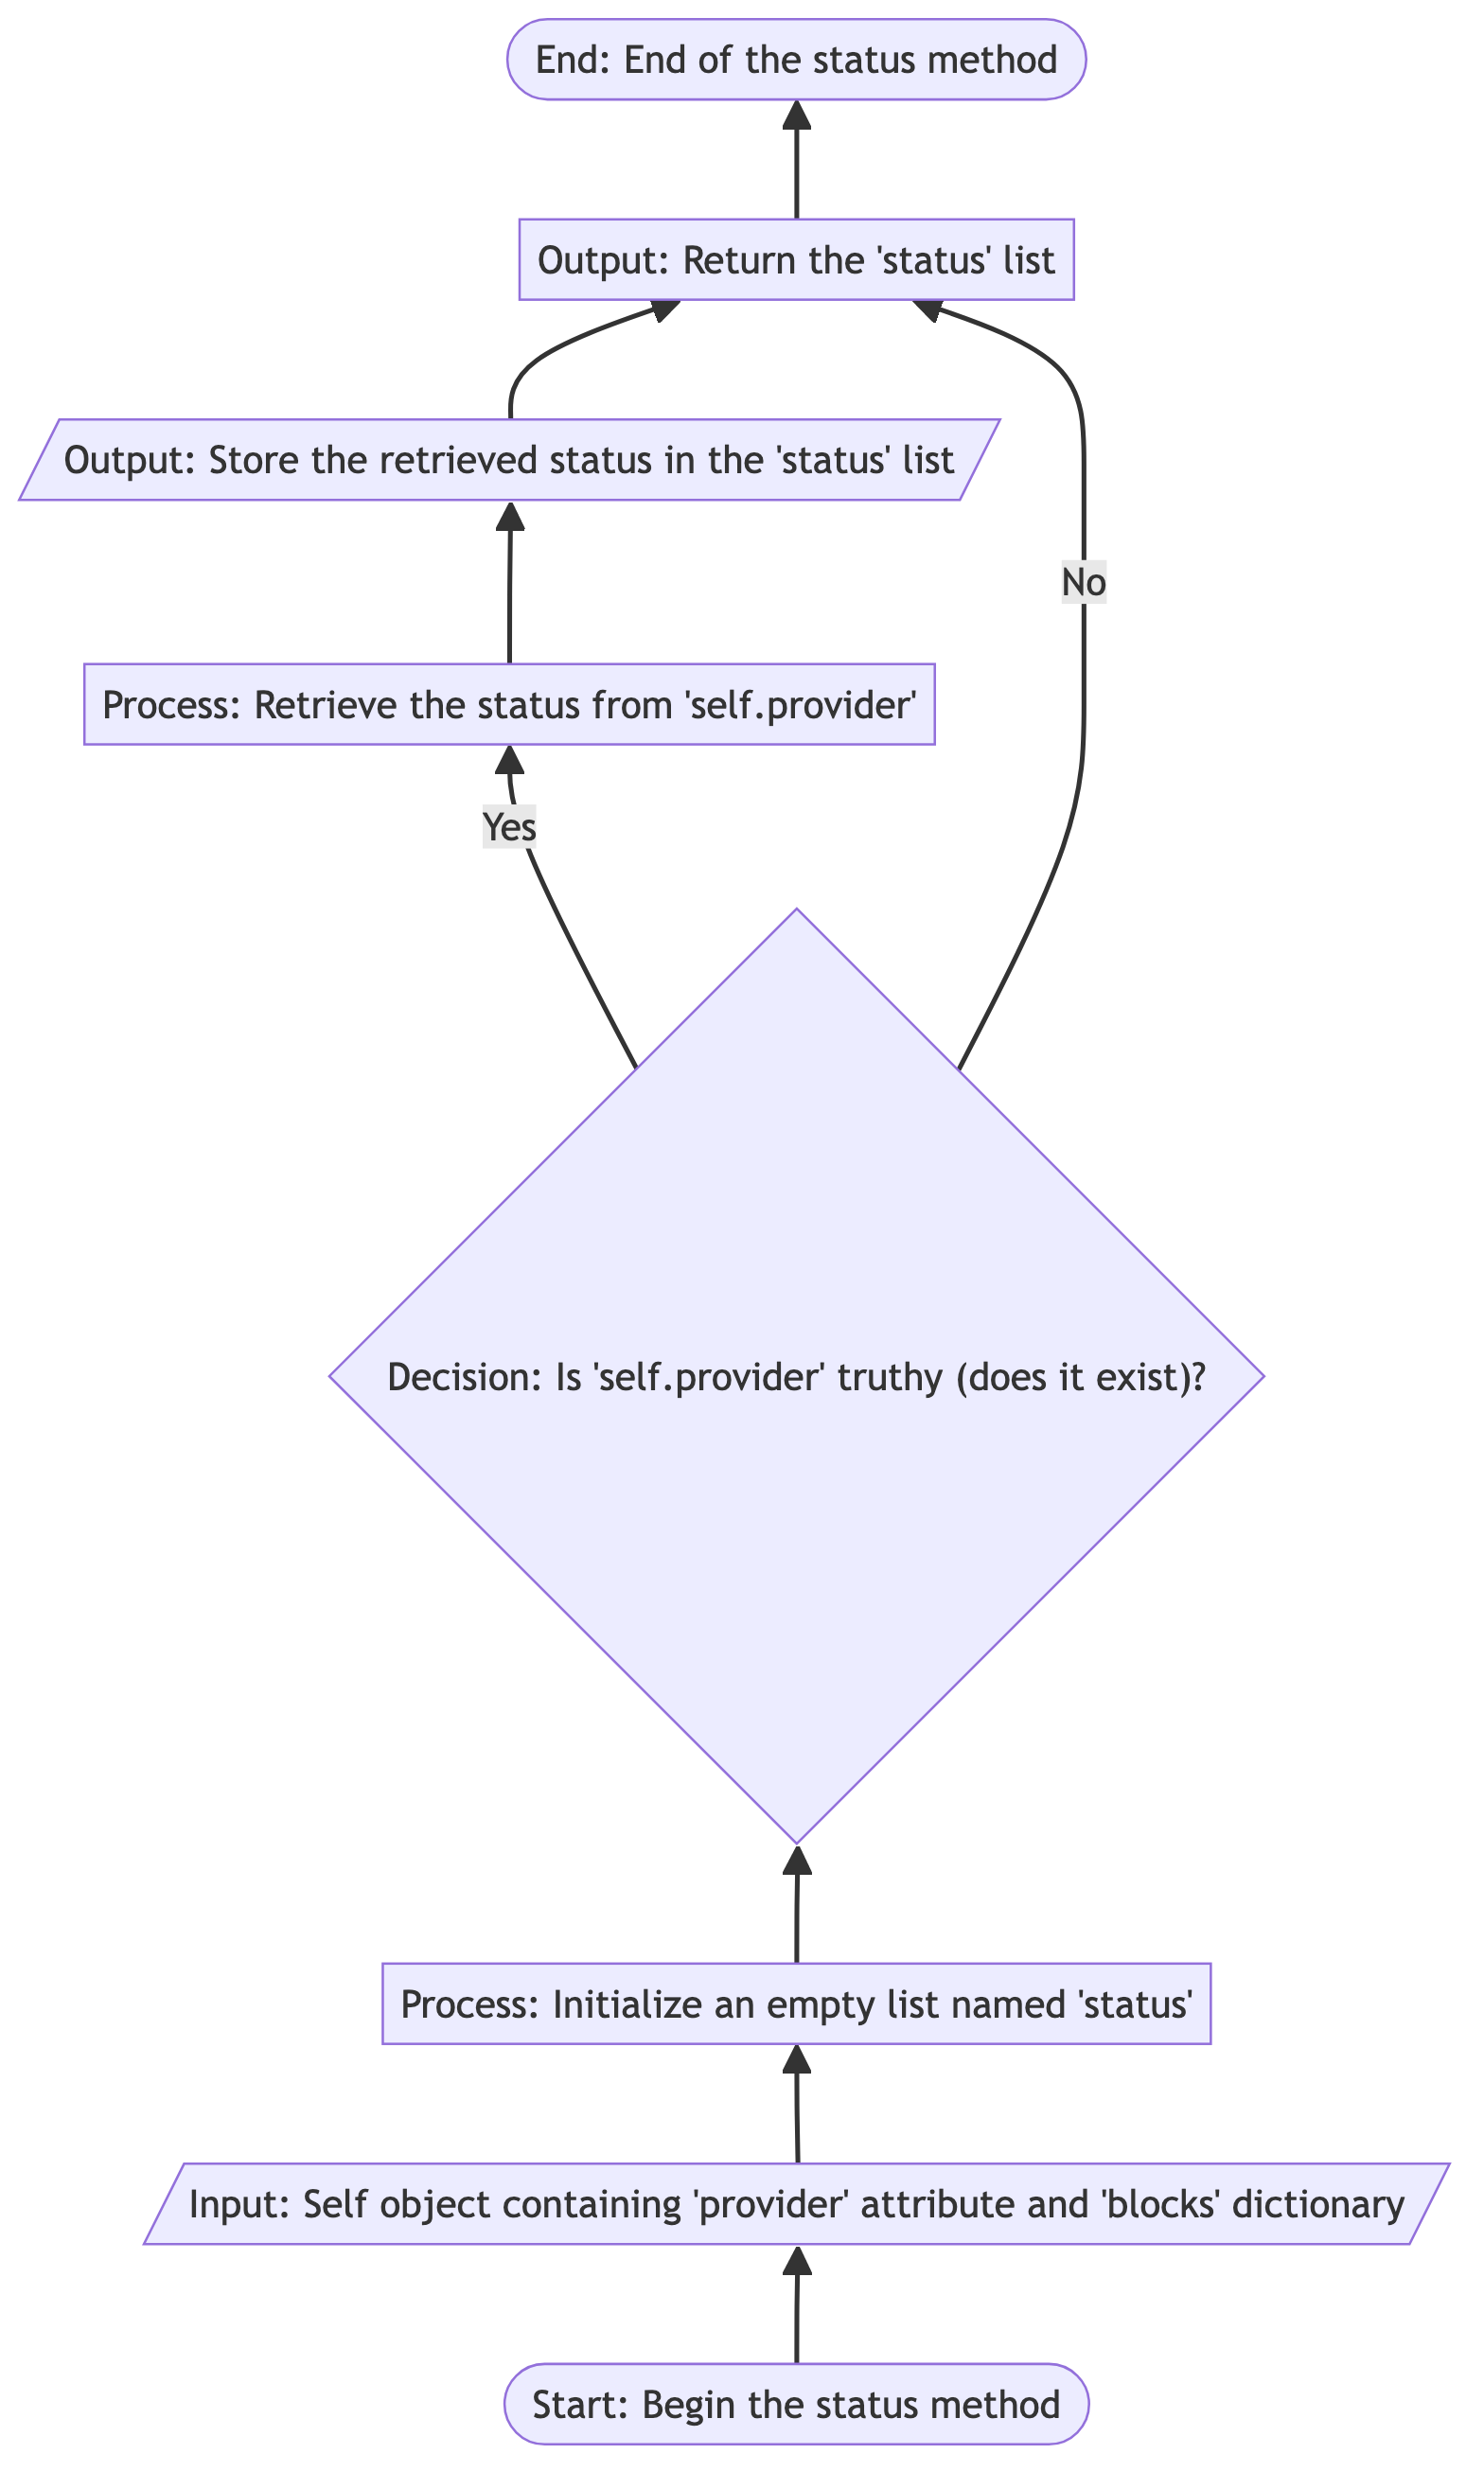 End: End of the status method
Output: Return the 'status' list
Output: Store the retrieved status in the 'status' list
No
Process: Retrieve the status from 'self.provider'
Yes
Decision: Is 'self.provider' truthy (does it exist)?
Process: Initialize an empty list named 'status'
Input: Self object containing 'provider' attribute and 'blocks' dictionary
Start: Begin the status method